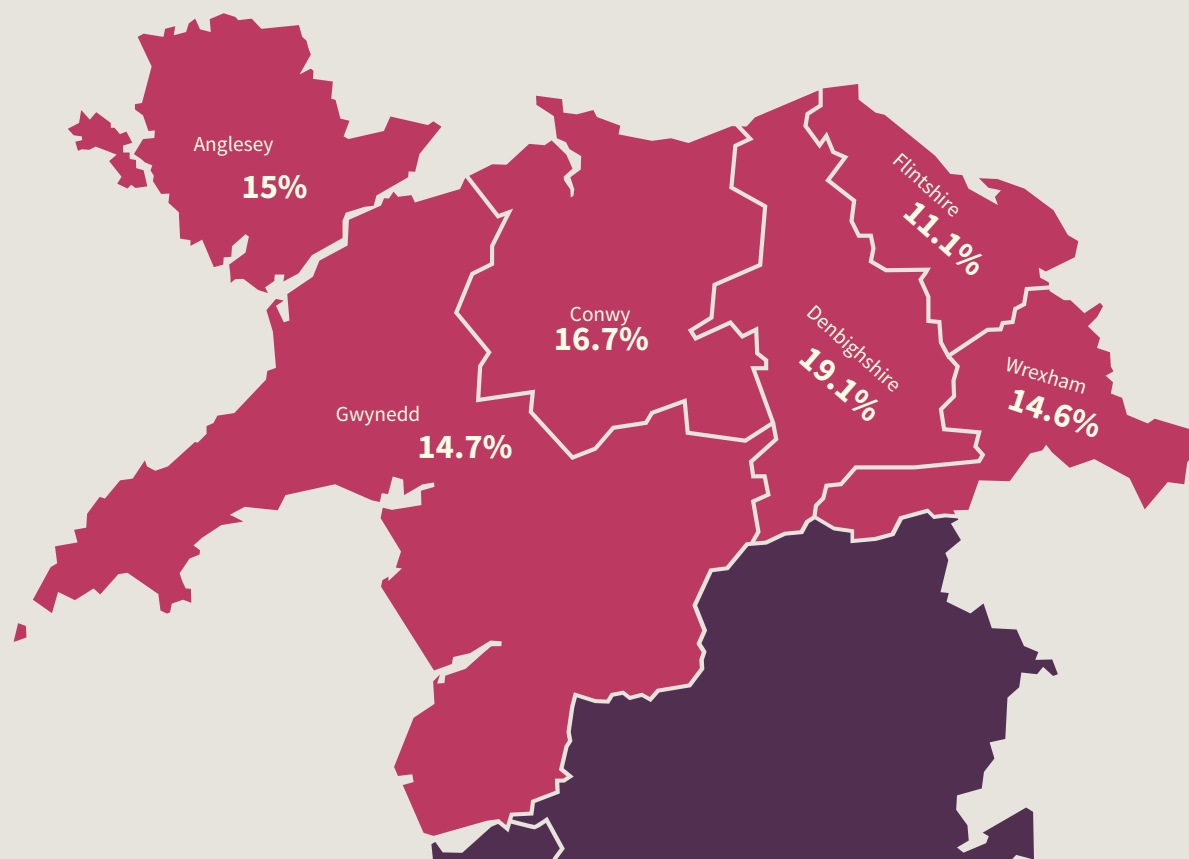 Anglesey
15%
Flintshire
11.1%
Conwy
16.7%
Denbighshire
19.1%
Wrexham
14.6%
Gwynedd
14.7%